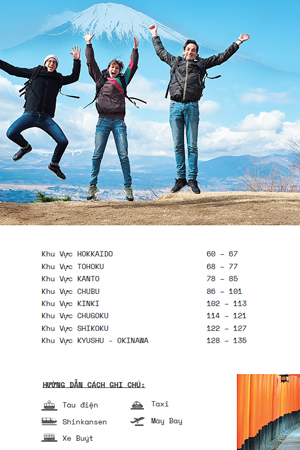 Khu Vực HOKKAIDO 60 – 67
Khu Vực TOHOKU 68 – 77
Khu Vực KANTO 78 – 85
Khu Vực CHUBU 86 – 101
Khu Vực KINKI 102 – 113
Khu Vực CHUGOKU 114 – 121
Khu Vực SHIKOKU 122 – 127
Khu Vực KYUSHU - OKINAWA 128 – 135
HƯỚNG DẪN CÁCH GHI CHÚ:
Tàu điện Taxi
Shinkansen Máy Bay
Xe Buýt